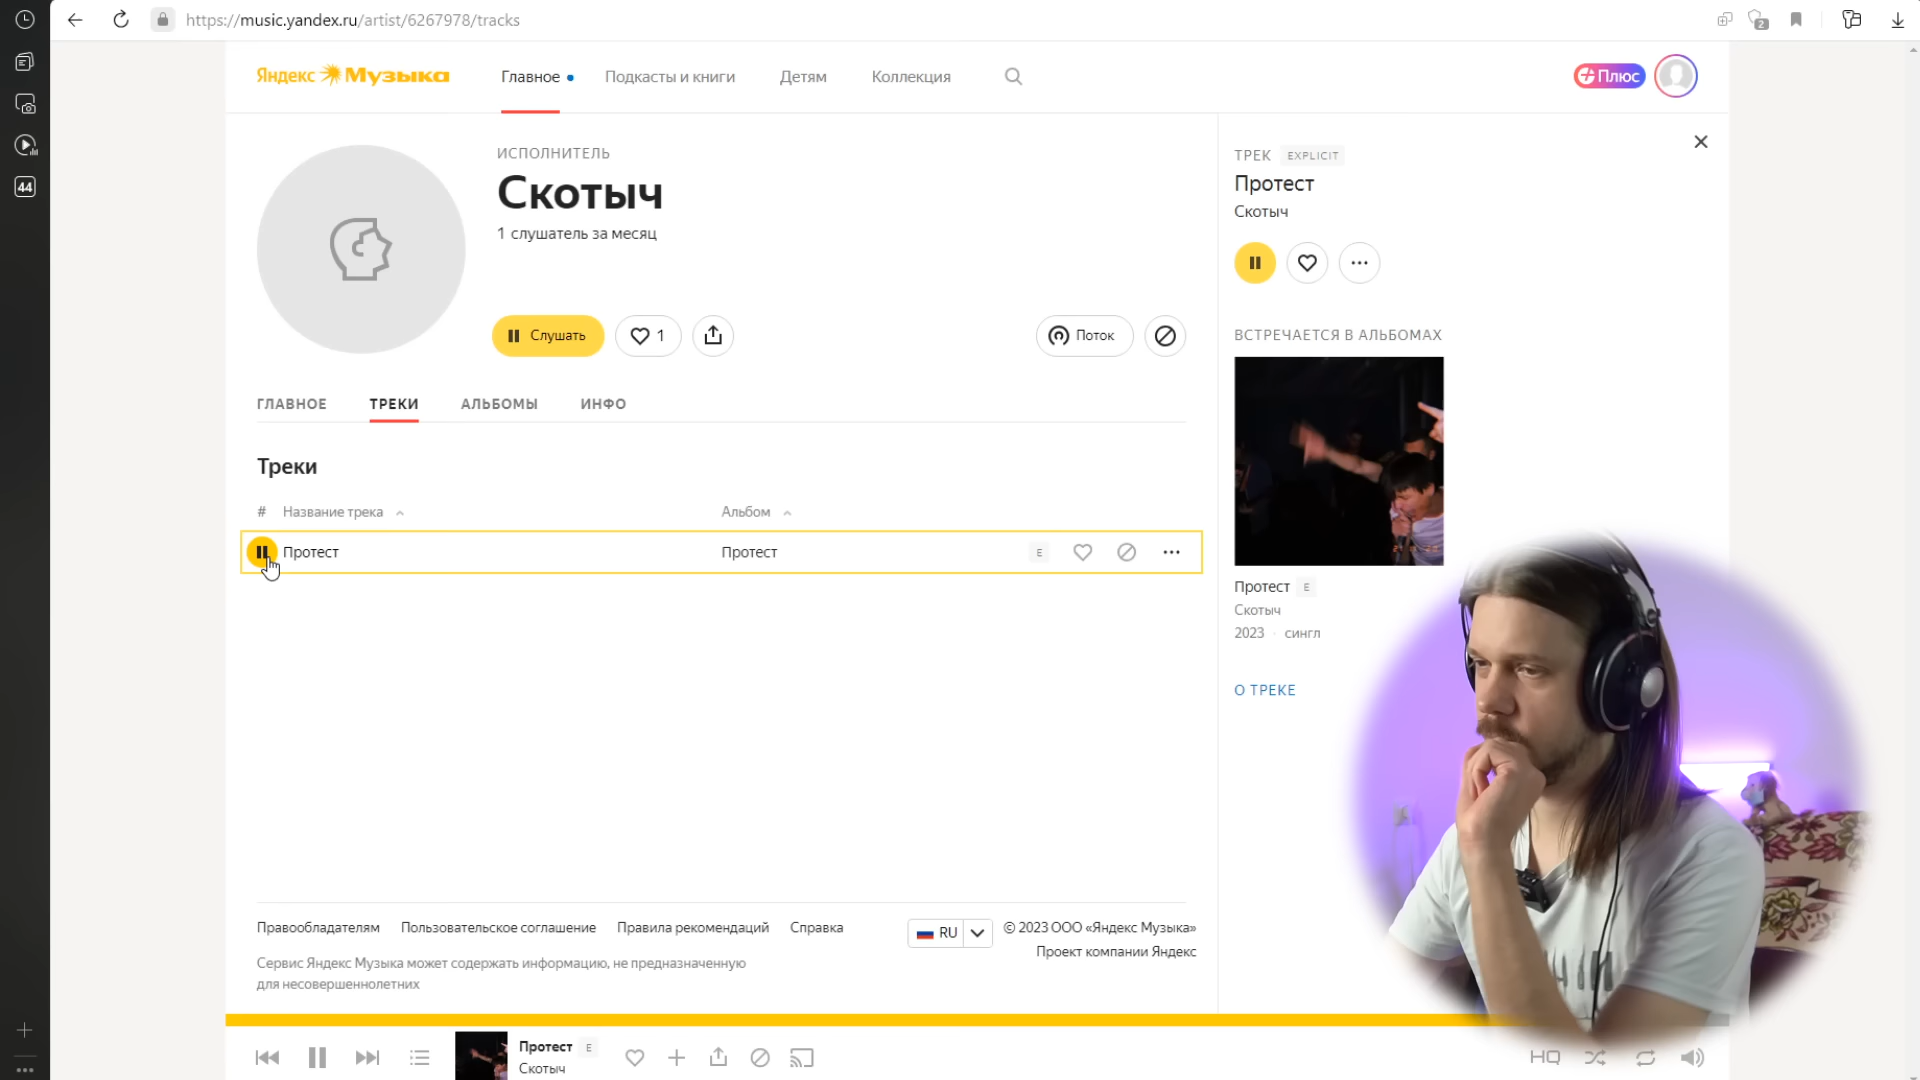 https://music.yandex.ru/artist/6267978/tracks
2
44
Яндекс Музыка
Главное
Подкасты и книги
Детям
Коллекция
Плюс
ИСПОЛНИТЕЛЬ
Скотыч
1 слушатель за месяц
Слушать
1
Поток
ГЛАВНОЕ
ТРЕКИ
АЛЬБОМЫ
ИНФО
Треки
# Название трека
Альбом
Протест
Протест
E
ТРЕК EXPLICIT
Протест
Скотыч
ВСТРЕЧАЕТСЯ В АЛЬБОМАХ
Протест E
Скотыч
2023 · сингл
О ТРЕКЕ
Правообладателям
Пользовательское соглашение
Правила рекомендаций
Справка
RU
© 2023 ООО «Яндекс Музыка»
Проект компании Яндекс
Сервис Яндекс Музыка может содержать информацию, не предназначенную
для несовершеннолетних
Протест E
Скотыч
HQ